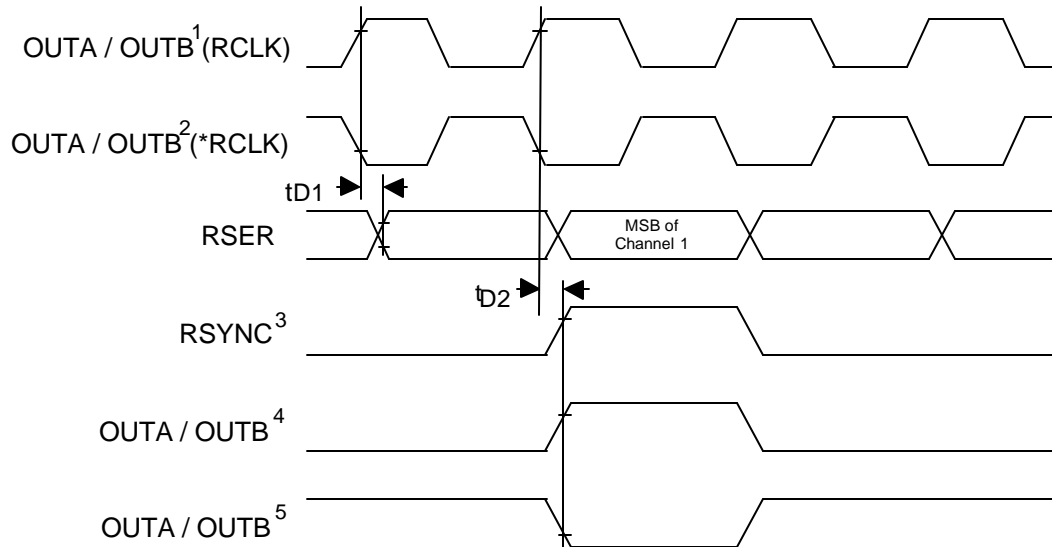 OUTA / OUTB¹(RCLK)
OUTA / OUTB²(*RCLK)
tD1
RSER
MSB of
Channel 1
tD2
RSYNC³
OUTA / OUTB⁴
OUTA / OUTB⁵